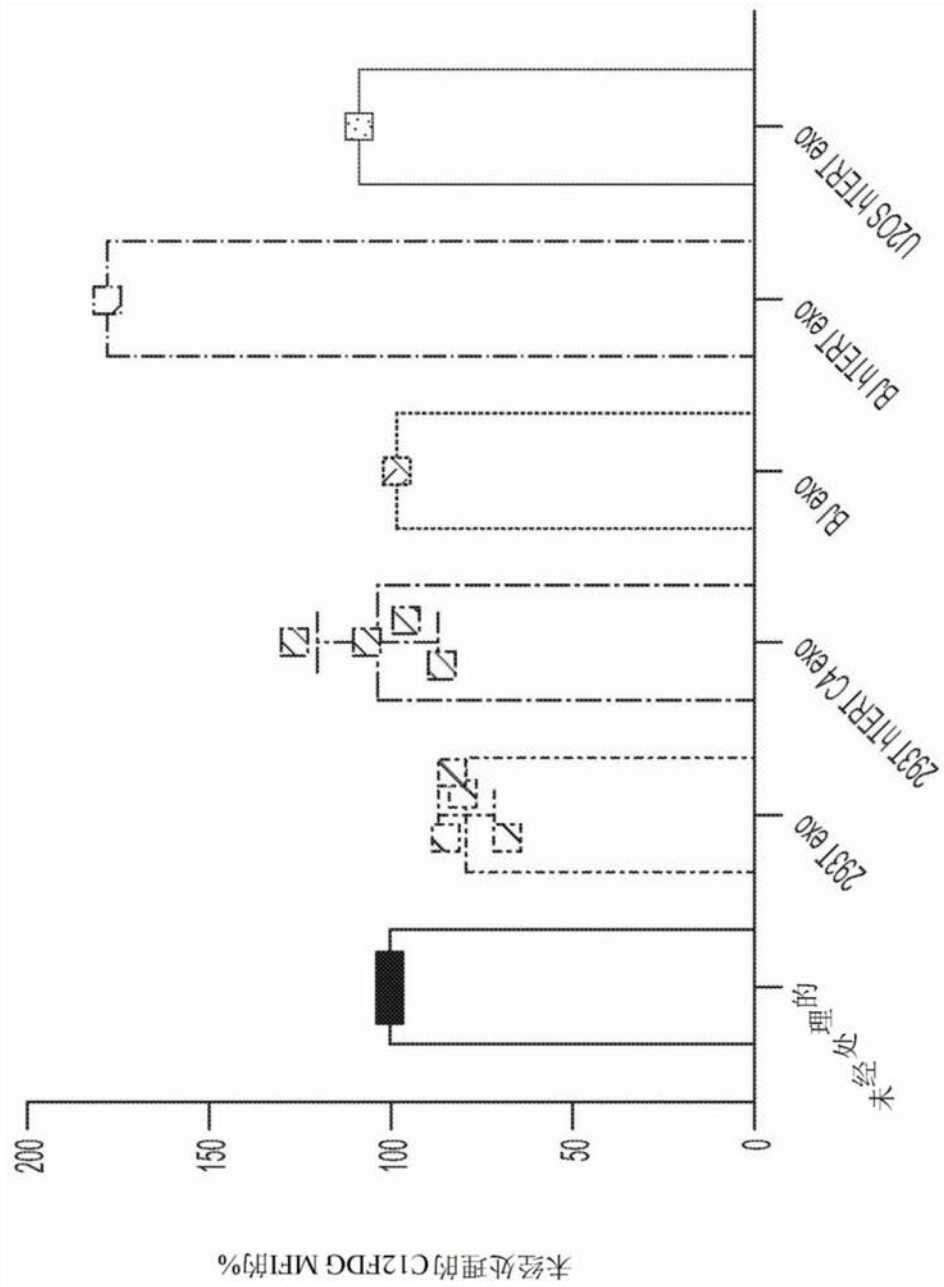 未经处理的C12FDG MFI的%
200
150
100
50
0
未经处理的
293T exo
293T hTERT C4 exo
BJ exo
BJ hTERT exo
U2OS hTERT exo